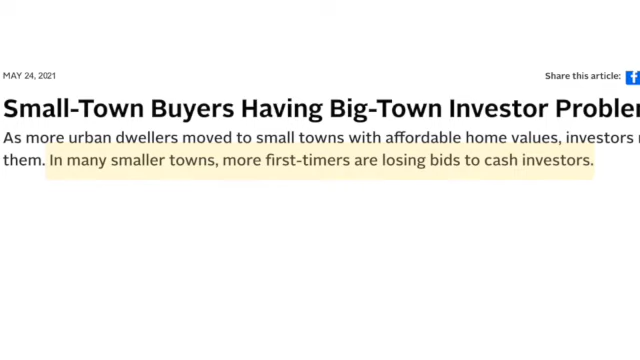 MAY 24, 2021 Share this article:
Small-Town Buyers Having Big-Town Investor
As more urban dwellers moved to small towns with affordable home values, investors
them. In many smaller towns, more first-timers are losing bids to cash investors.